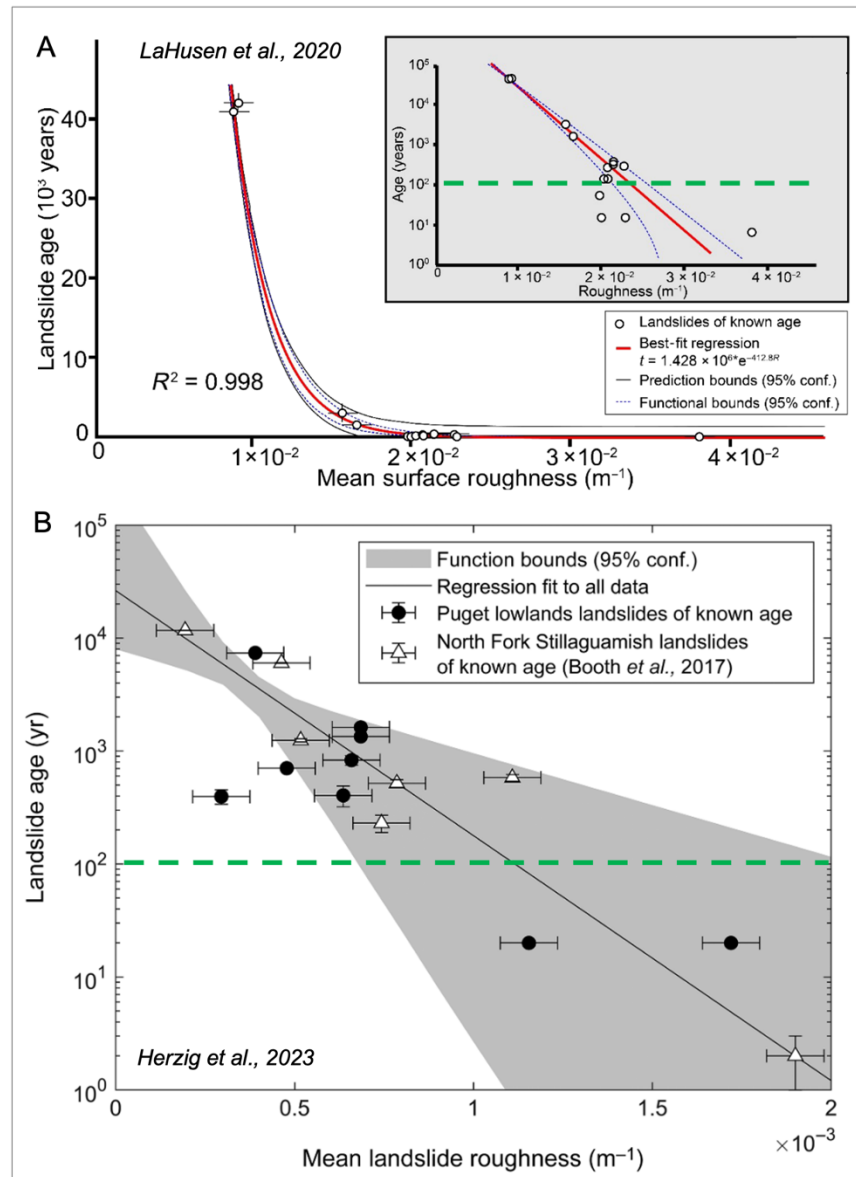 A
LaHusen et al., 2020
Landslide age (10³ years)
40
30
20
10
0
R² = 0.998
1 × 10⁻²
2 × 10⁻²
3 × 10⁻²
4 × 10⁻²
Mean surface roughness (m⁻¹)
Age (years)
10⁵
10⁴
10³
10²
10¹
10⁰
0
1 × 10⁻²
2 × 10⁻²
3 × 10⁻²
4 × 10⁻²
Roughness (m⁻¹)
Landslides of known age
Best-fit regression
t = 1.428 × 10⁶*e⁻⁴¹²·⁸ᴿ
Prediction bounds (95% conf.)
Functional bounds (95% conf.)
B
Landslide age (yr)
10⁵
10⁴
10³
10²
10¹
10⁰
Function bounds (95% conf.)
Regression fit to all data
Puget lowlands landslides of known age
North Fork Stillaguamish landslides
of known age (Booth et al., 2017)
Herzig et al., 2023
0
0.5
1
1.5
2
× 10⁻³
Mean landslide roughness (m⁻¹)